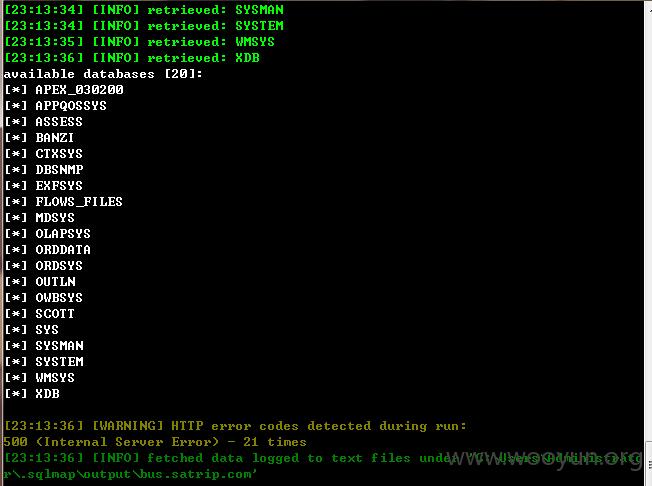 [23:13:34] [INFO] retrieved: SYSMAN
[23:13:34] [INFO] retrieved: SYSTEM
[23:13:35] [INFO] retrieved: WMSYS
[23:13:36] [INFO] retrieved: XDB
available databases [20]:
[*] APEX_030200
[*] APPQOSSYS
[*] ASSESS
[*] BANZI
[*] CTXSYS
[*] DBSNMP
[*] EXFSYS
[*] FLOWS_FILES
[*] MDSYS
[*] OLAPSYS
[*] ORDDATA
[*] ORDSYS
[*] OUTLN
[*] OWBSYS
[*] SCOTT
[*] SYS
[*] SYSMAN
[*] SYSTEM
[*] WMSYS
[*] XDB
[23:13:36] [WARNING] HTTP error codes detected during run:
500 (Internal Server Error) - 21 times
[23:13:36] [INFO] fetched data logged to text files under 'C:\Users\Administrato
r\.sqlmap\output\bus.satrip.com'
www.wooyun.org